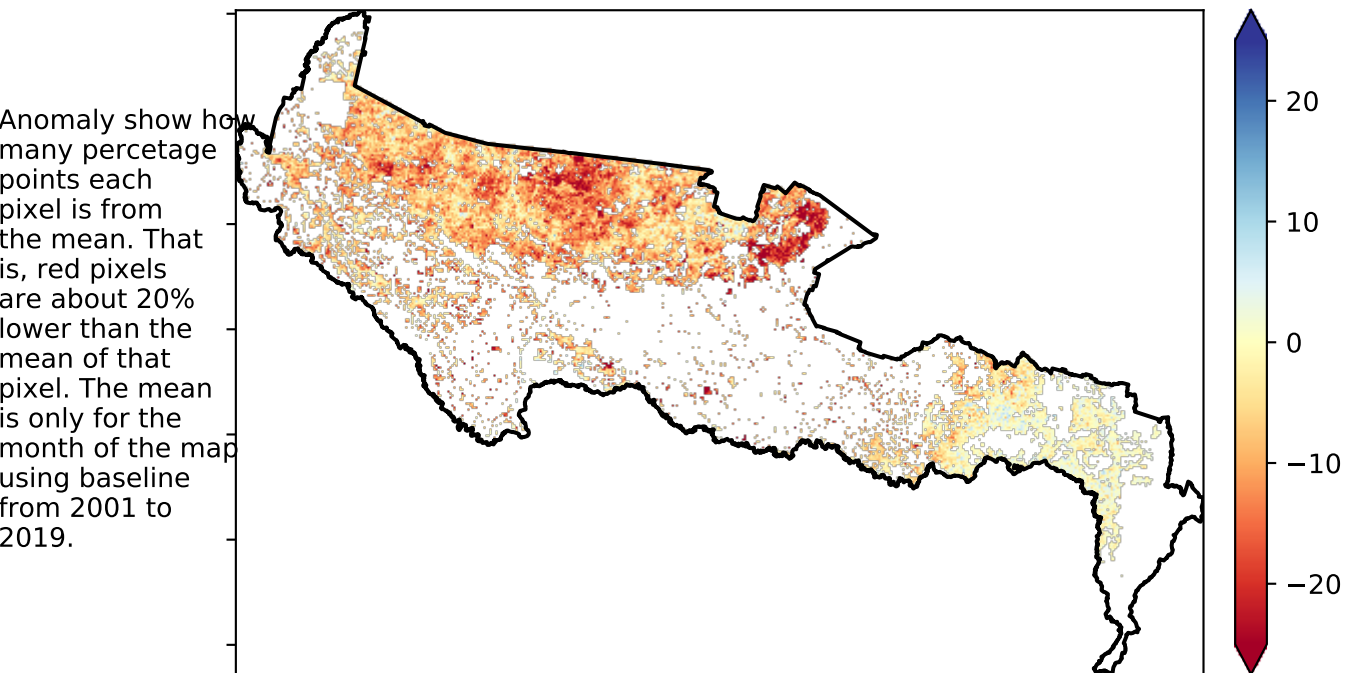 Anomaly show how
many percetage
points each
pixel is from
the mean. That
is, red pixels
are about 20%
lower than the
mean of that
pixel. The mean
is only for the
month of the map
using baseline
from 2001 to
2019.
20
10
0
−10
−20